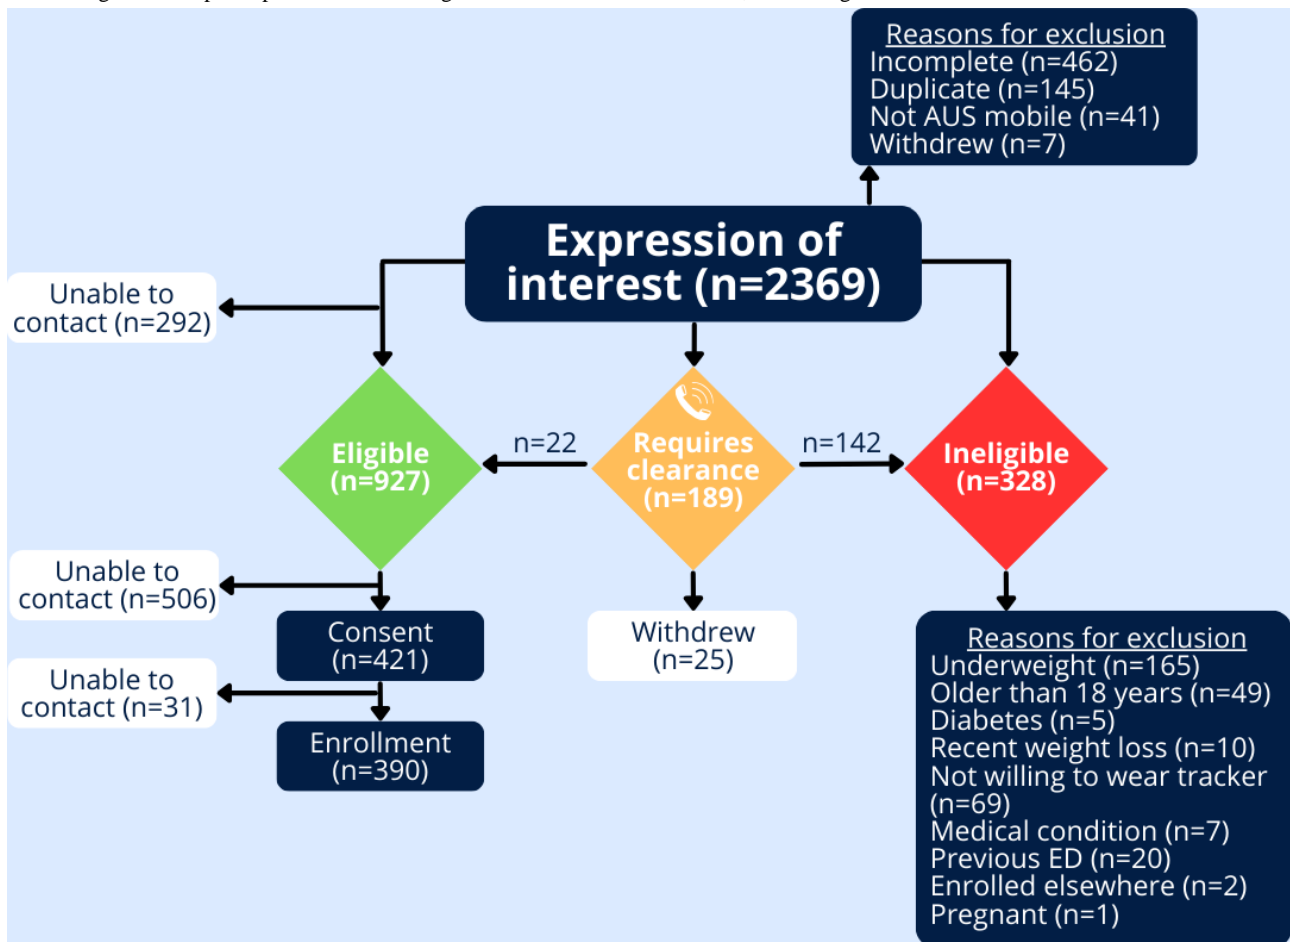 Reasons for exclusion
Incomplete (n=462)
Duplicate (n=145)
Not AUS mobile (n=41)
Withdrew (n=7)
Expression of
interest (n=2369)
Unable to
contact (n=292)
Eligible
(n=927)
n=22
Requires
clearance
(n=189)
n=142
Ineligible
(n=328)
Unable to
contact (n=506)
Consent
(n=421)
Unable to
contact (n=31)
Enrollment
(n=390)
Withdrew
(n=25)
Reasons for exclusion
Underweight (n=165)
Older than 18 years (n=49)
Diabetes (n=5)
Recent weight loss (n=10)
Not willing to wear tracker
(n=69)
Medical condition (n=7)
Previous ED (n=20)
Enrolled elsewhere (n=2)
Pregnant (n=1)